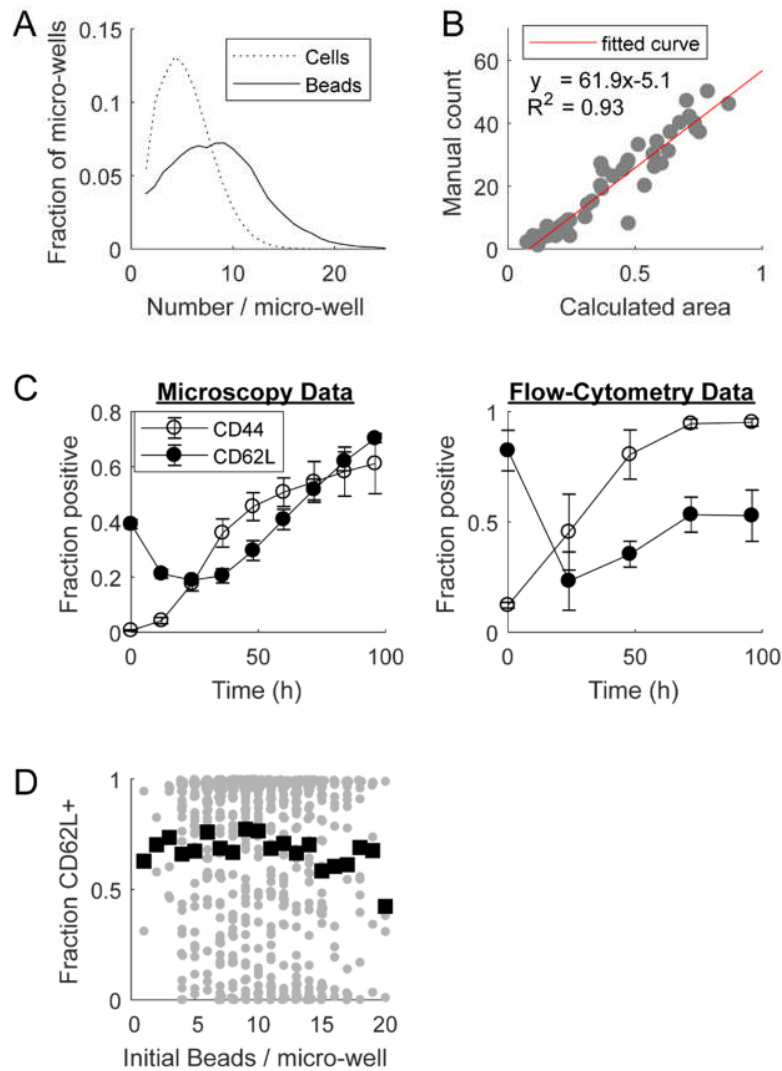 A
0.15
0.1
0.05
0
Fraction of micro-wells
Cells
Beads
0 10 20
Number / micro-well
B
60
40
20
0
Manual count
fitted curve
y = 61.9x-5.1
R² = 0.93
0 0.5 1
Calculated area
C
Microscopy Data
0.8
0.6
0.4
0.2
0
Fraction positive
CD44
CD62L
0 50 100
Time (h)
Flow-Cytometry Data
1
0.5
0
Fraction positive
0 50 100
Time (h)
D
1
0.5
0
Fraction CD62L+
0 5 10 15 20
Initial Beads / micro-well